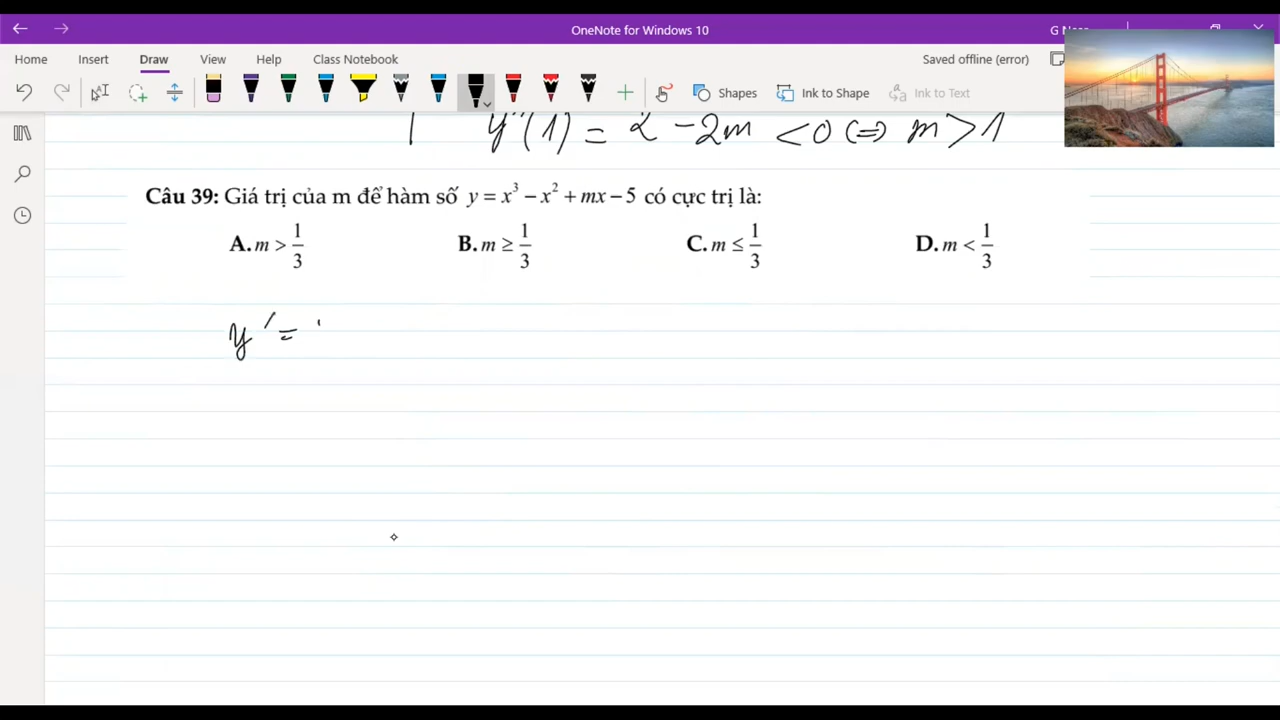 OneNote for Windows 10
Home Insert Draw View Help Class Notebook Saved offline (error)
Shapes Ink to Shape Ink to Text
y''(1) = 2 - 2m < 0 (=) m > 1
Câu 39: Giá trị của m để hàm số y = x³ − x² + mx − 5 có cực trị là:
A. m > 1/3 B. m ≥ 1/3 C. m ≤ 1/3 D. m < 1/3
y' =